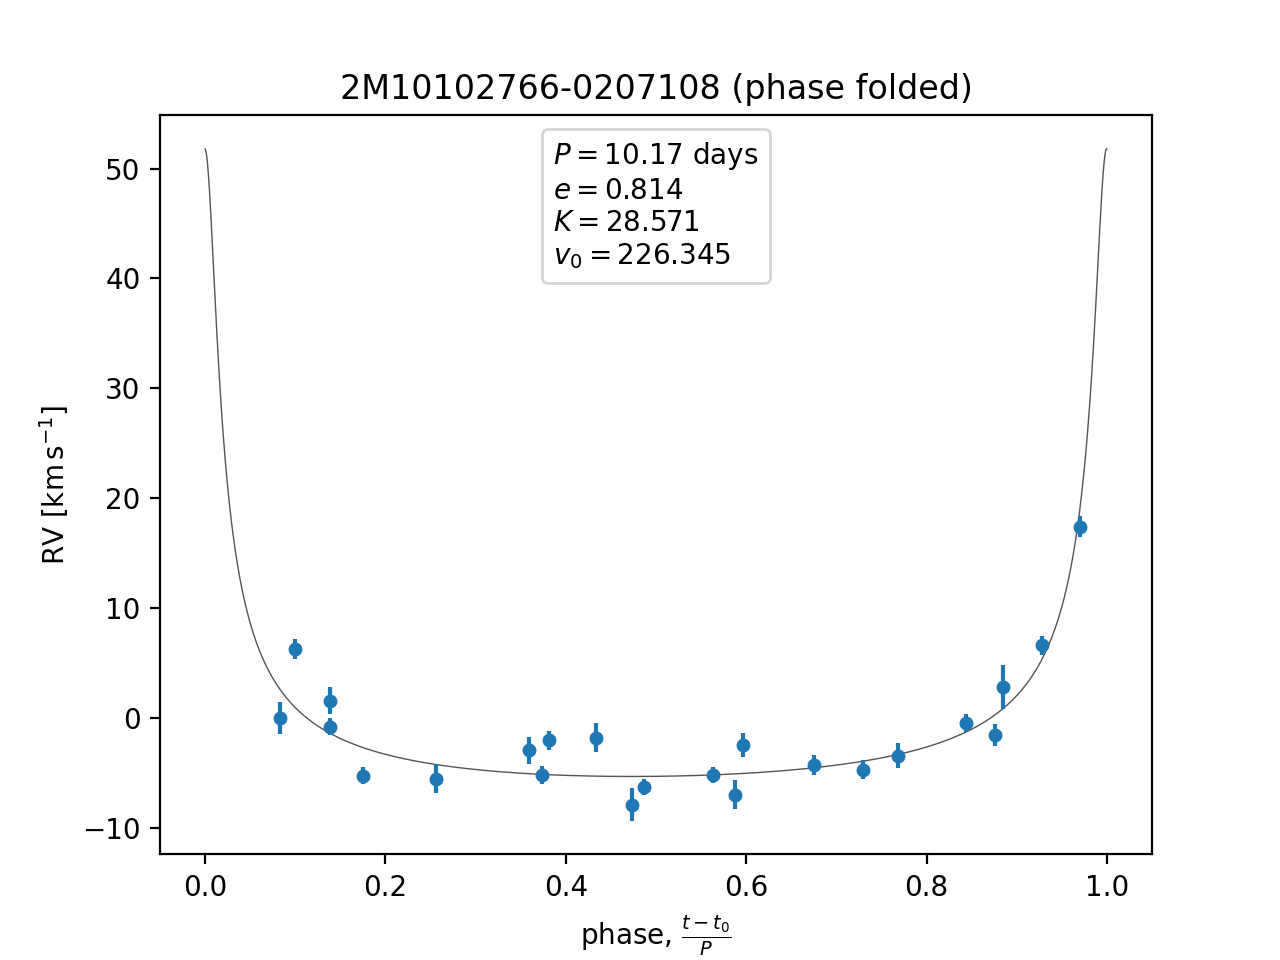 2M10102766-0207108 (phase folded)
P = 10.17 days
e = 0.814
K = 28.571
v₀ = 226.345
50
40
30
20
10
0
−10
RV [km s⁻¹]
0.0 0.2 0.4 0.6 0.8 1.0
phase, (t − t₀)/P